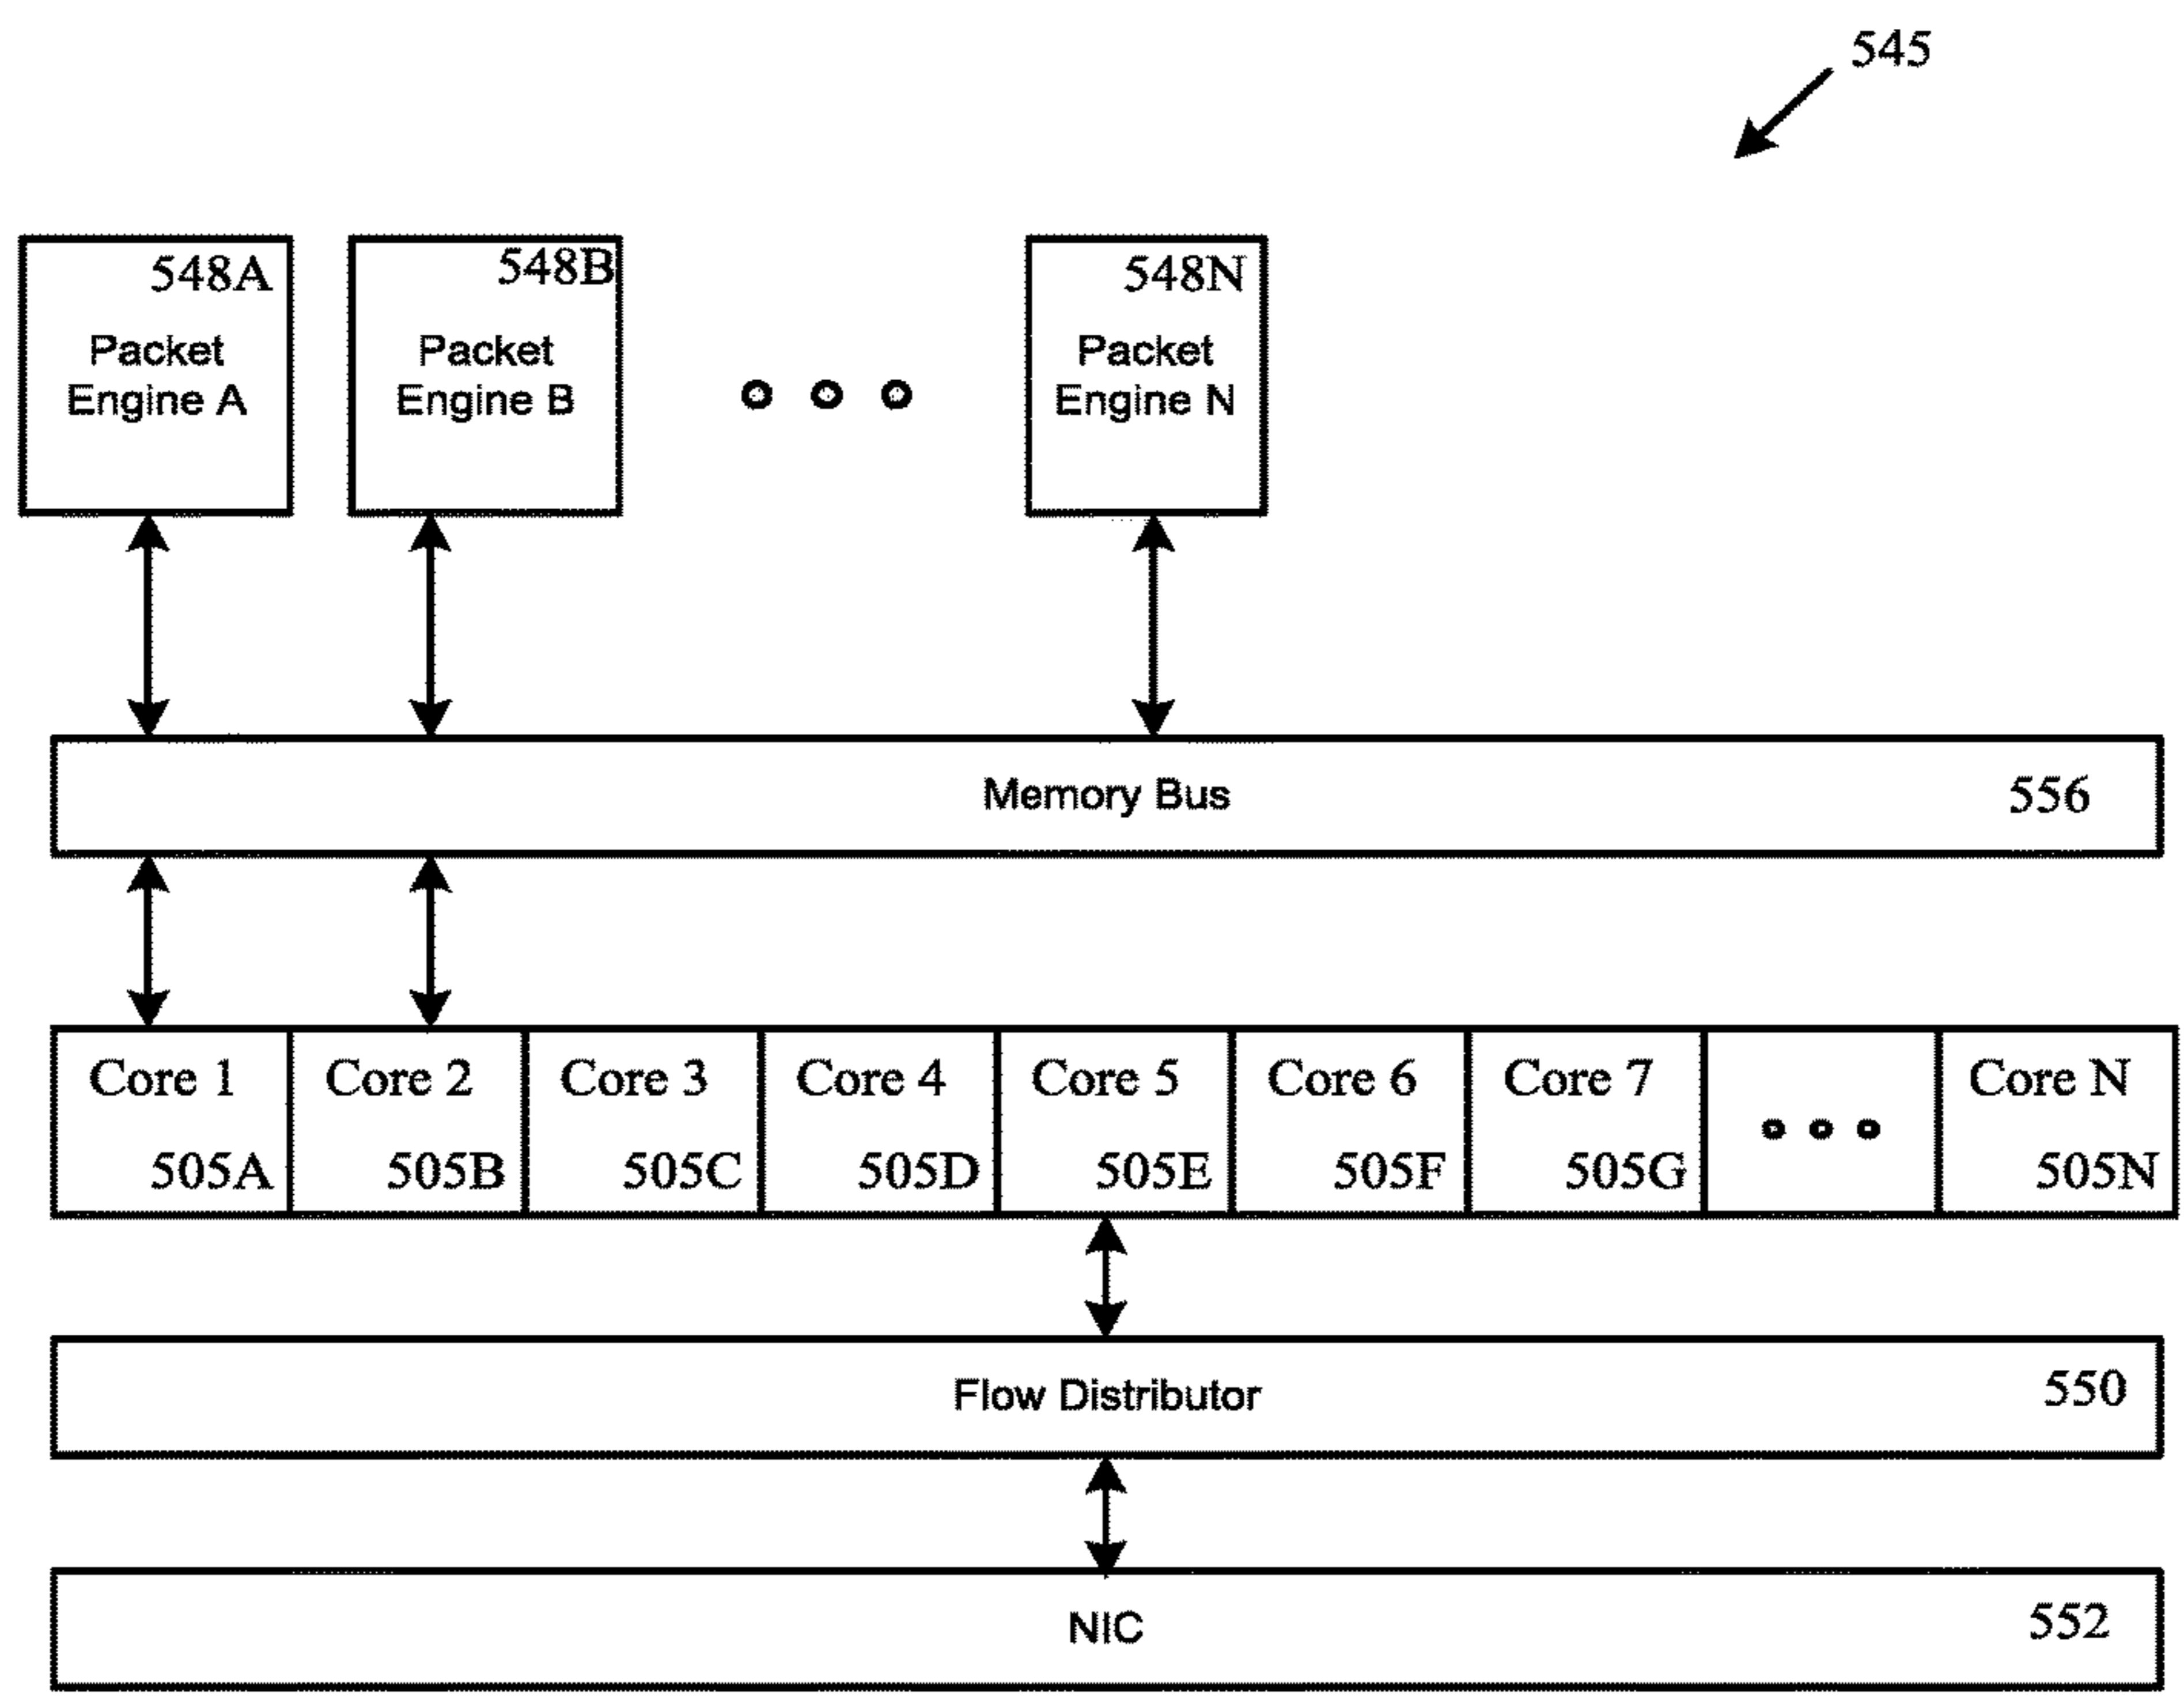 545
548A
Packet
Engine A
548B
Packet
Engine B
548N
Packet
Engine N
Memory Bus
556
Core 1
505A
Core 2
505B
Core 3
505C
Core 4
505D
Core 5
505E
Core 6
505F
Core 7
505G
Core N
505N
Flow Distributor
550
NIC
552